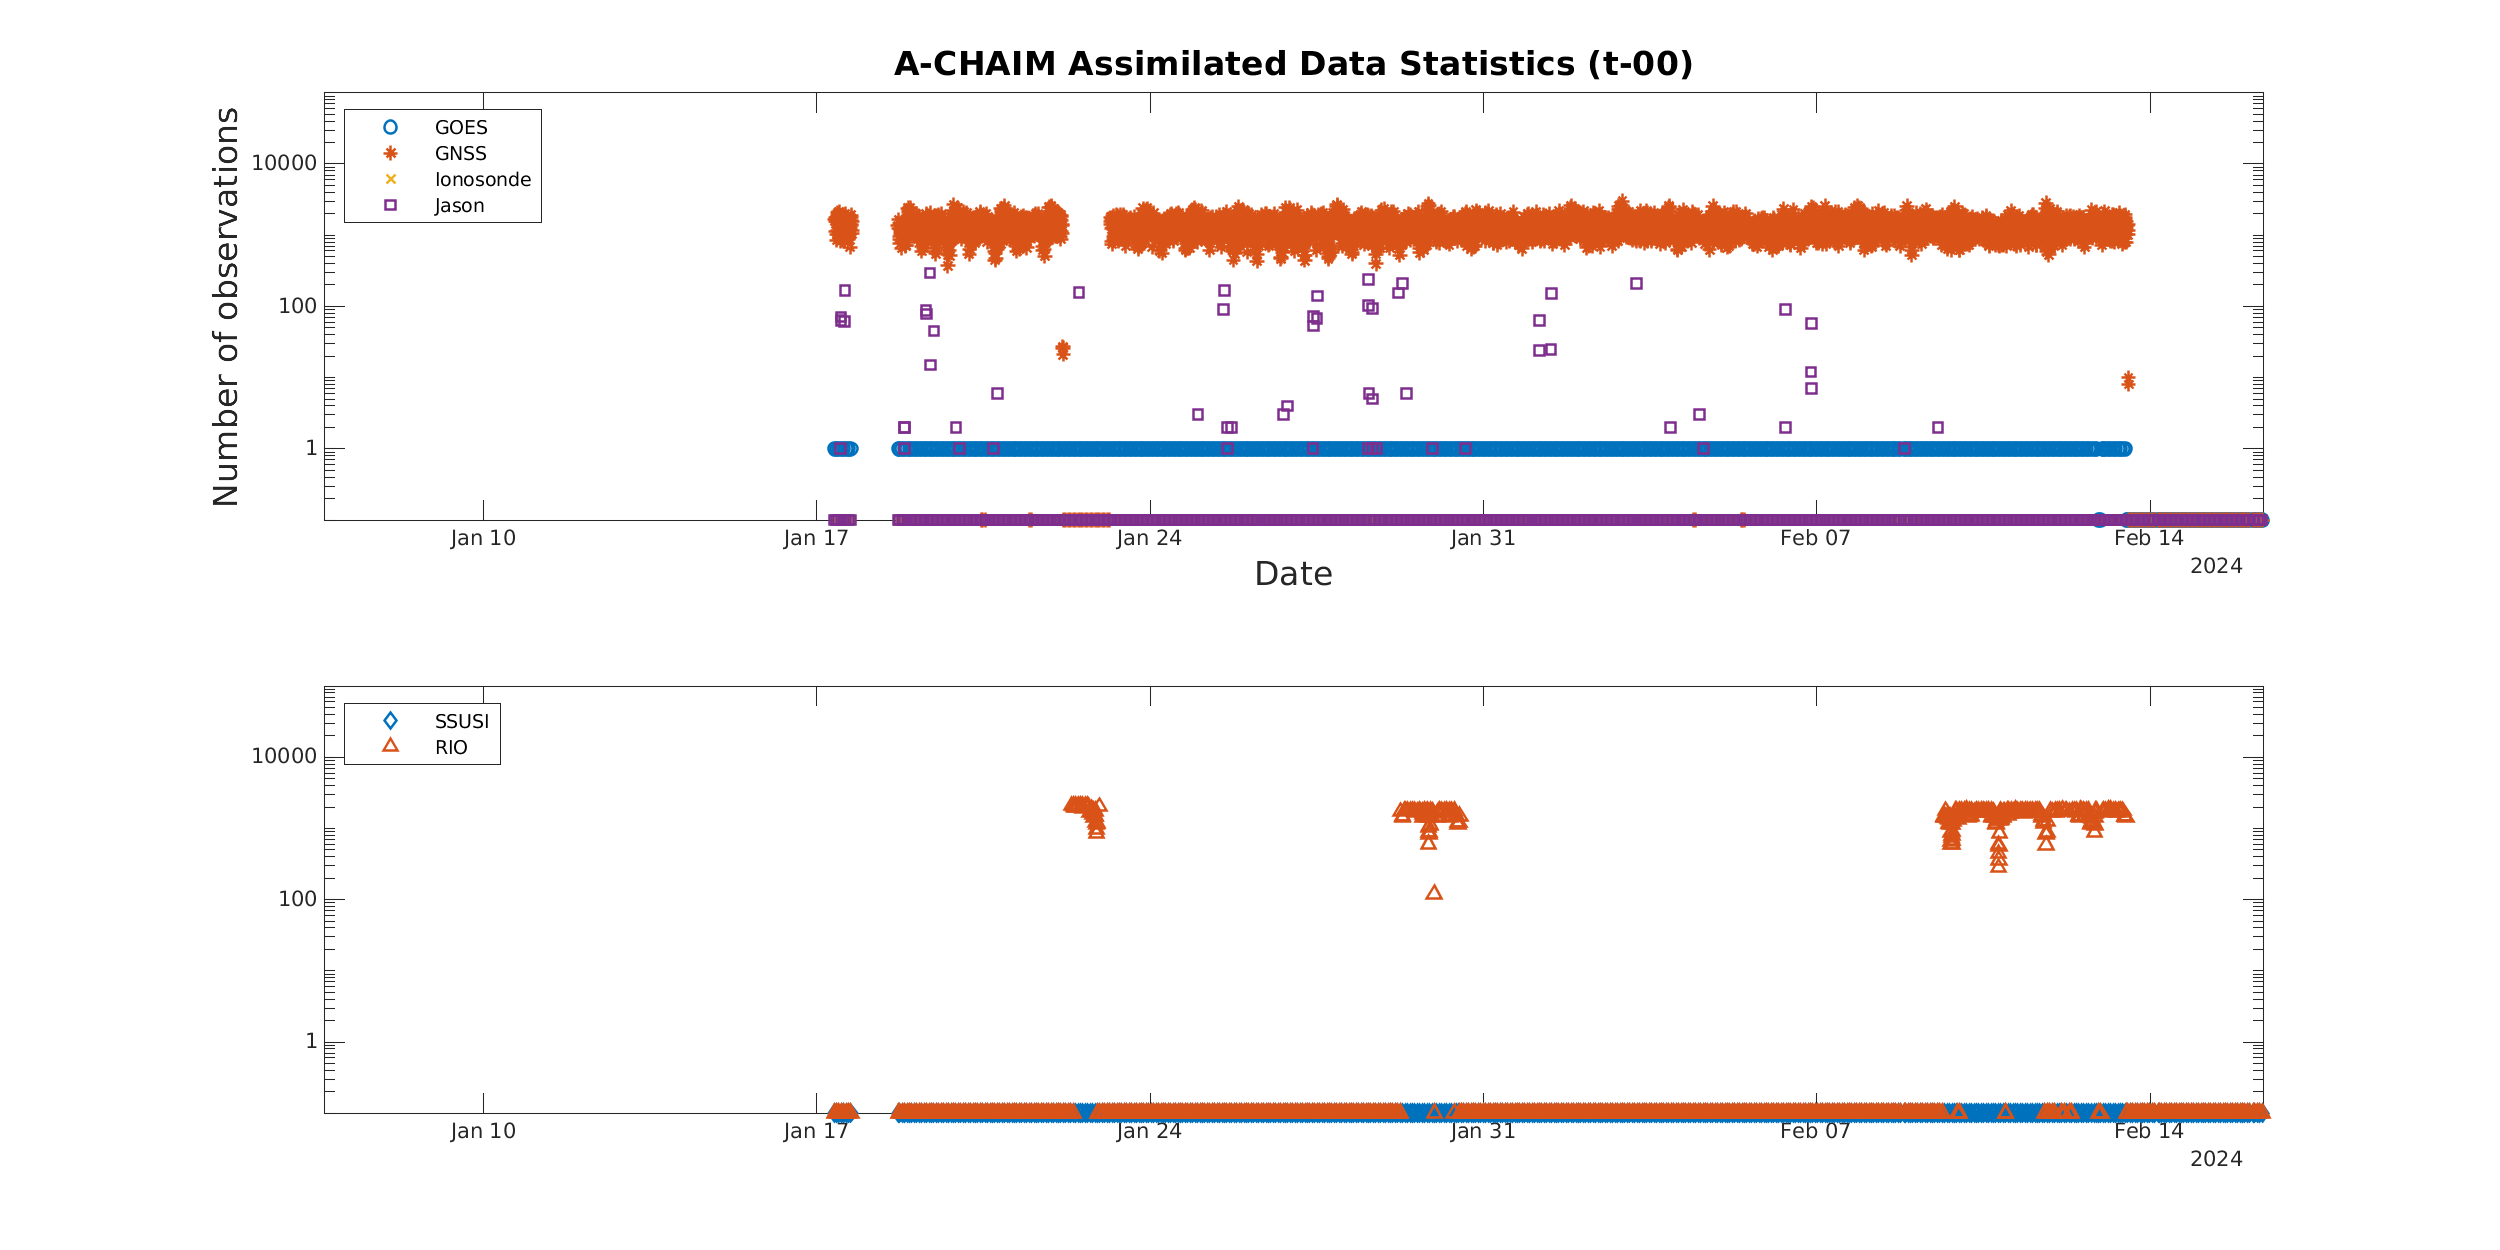 A-CHAIM Assimilated Data Statistics (t-00)
Number of observations
10000
100
1
GOES
GNSS
Ionosonde
Jason
Jan 10 Jan 17 Jan 24 Jan 31 Feb 07 Feb 14
2024
Date
10000
100
1
SSUSI
RIO
Jan 10 Jan 17 Jan 24 Jan 31 Feb 07 Feb 14
2024